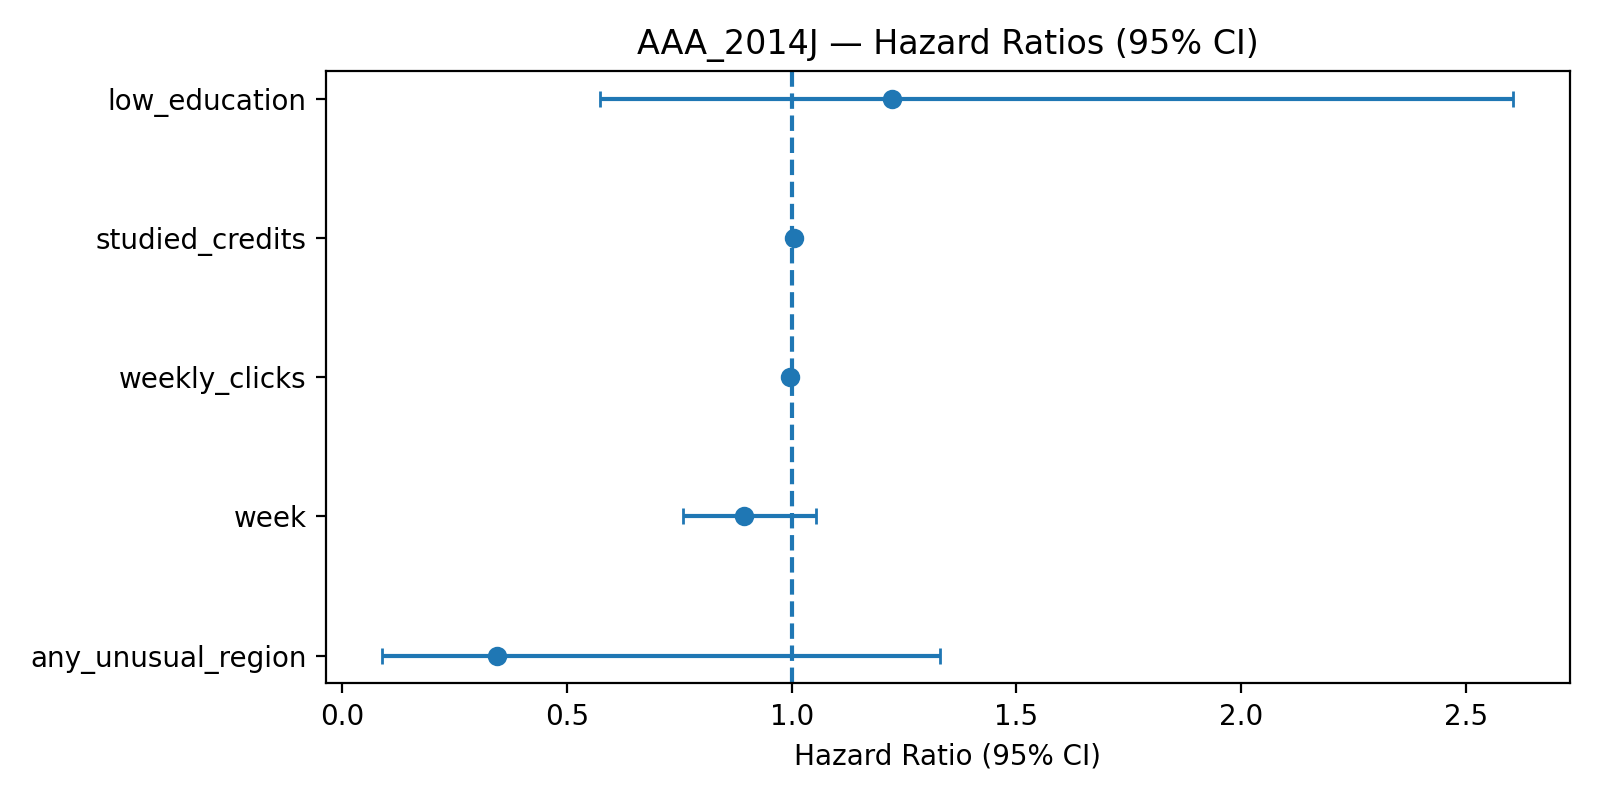 AAA_2014J — Hazard Ratios (95% CI)
low_education
studied_credits
weekly_clicks
week
any_unusual_region
0.0 0.5 1.0 1.5 2.0 2.5
Hazard Ratio (95% CI)